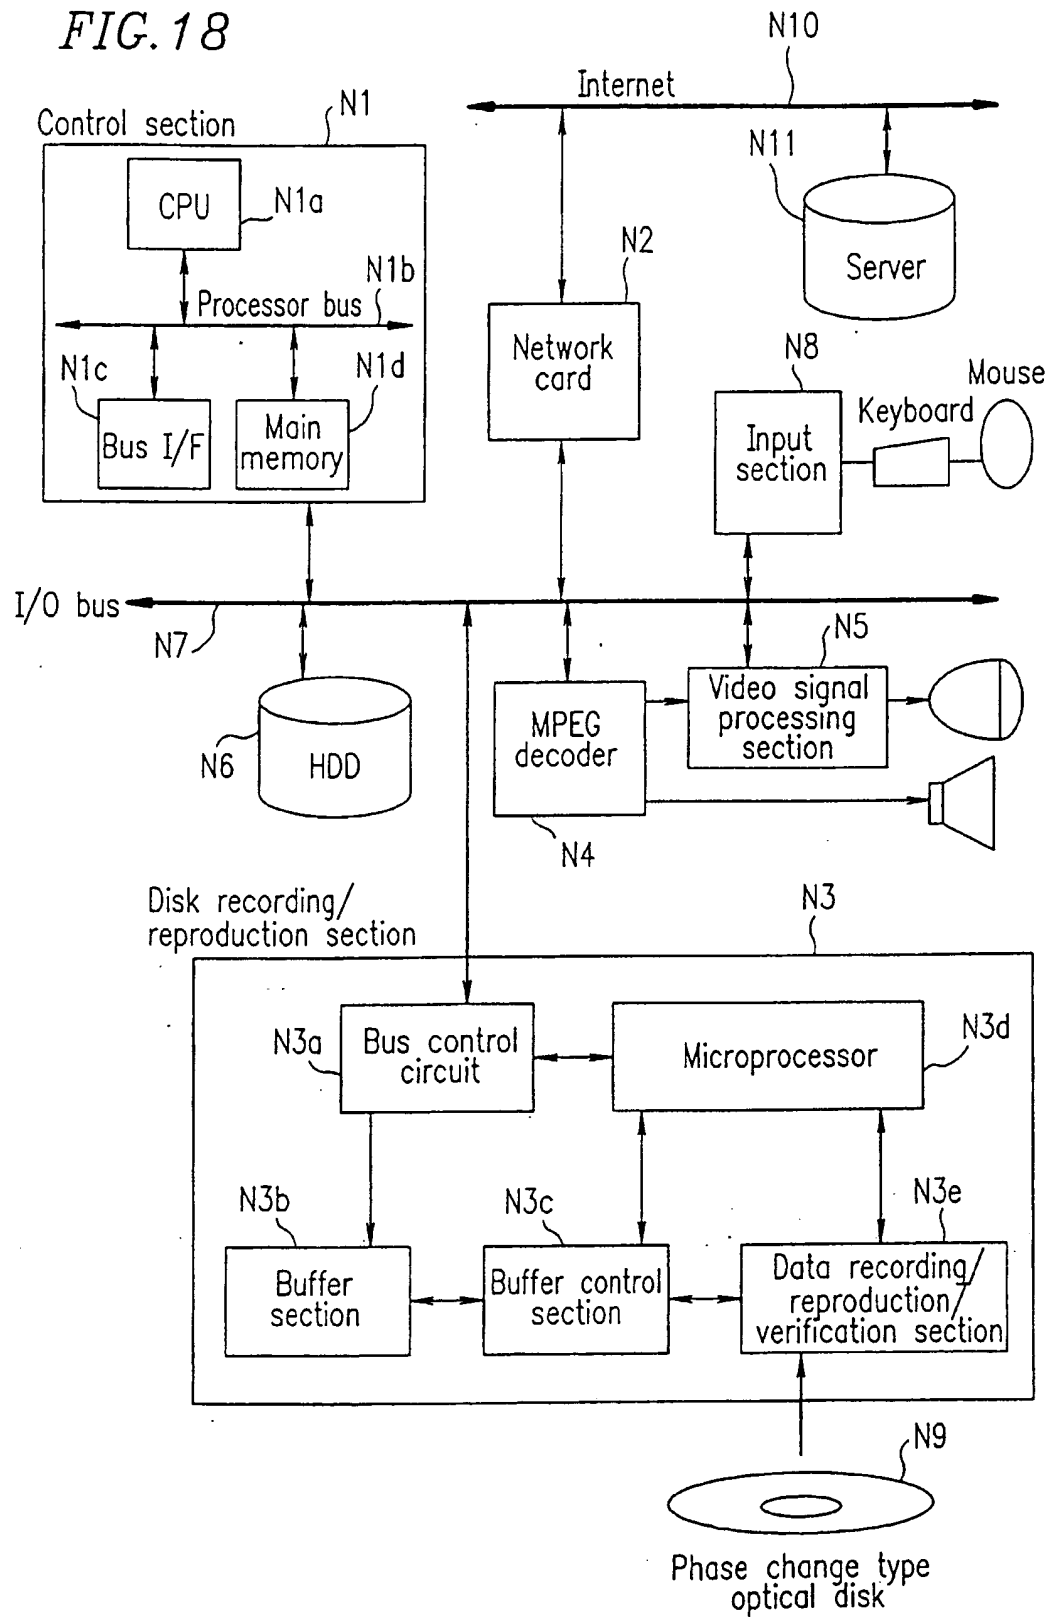 FIG.18
N10
Internet
N1
Control section
N11
CPU
N1a
N2
Server
N1b
Processor bus
Network
card
N8
Mouse
N1c
N1d
Keyboard
Bus I/F
Main
memory
Input
section
I/O bus
N7
N5
Video signal
processing
section
MPEG
decoder
N6
HDD
N4
Disk recording/
reproduction section
N3
N3a
Bus control
circuit
Microprocessor
N3d
N3b
N3c
N3e
Buffer
section
Buffer control
section
Data recording/
reproduction/
verification section
N9
Phase change type
optical disk